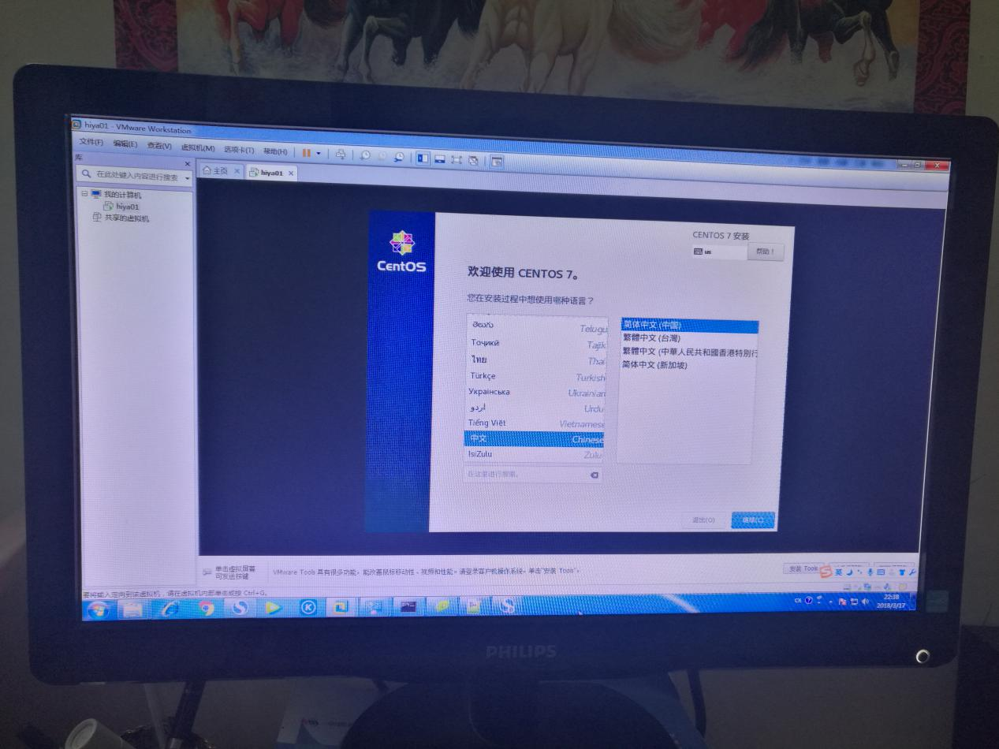 hiya01 - VMware Workstation
文件(F) 编辑(E) 查看(V) 虚拟机(M) 选项卡(T) 帮助(H)
库
在此处键入内容进行搜索
我的计算机
hiya01
共享的虚拟机
主页
hiya01
CentOS
CENTOS 7 安装
us
帮助！
欢迎使用 CENTOS 7。
您在安装过程中想使用哪种语言？
తెలుగు Telugu
Тоҷикӣ Tajik
ไทย Thai
Türkçe Turkish
Українська Ukrainian
اردو Urdu
Tiếng Việt Vietnamese
中文 Chinese
IsiZulu Zulu
在这里进行搜索。
简体中文 (中国)
繁體中文 (台灣)
繁體中文 (中華人民共和國香港特別行
简体中文 (新加坡)
退出(Q)
继续(C)
单击虚拟屏幕
可发送按键
VMware Tools 具有很多功能，能改善鼠标移动性、视频和性能。请登录客户机操作系统，单击“安装 Tools”。
安装 Tools
英
要将输入定向到该虚拟机，请在虚拟机内部单击或按 Ctrl+G。
22:38
2018/3/17
PHILIPS